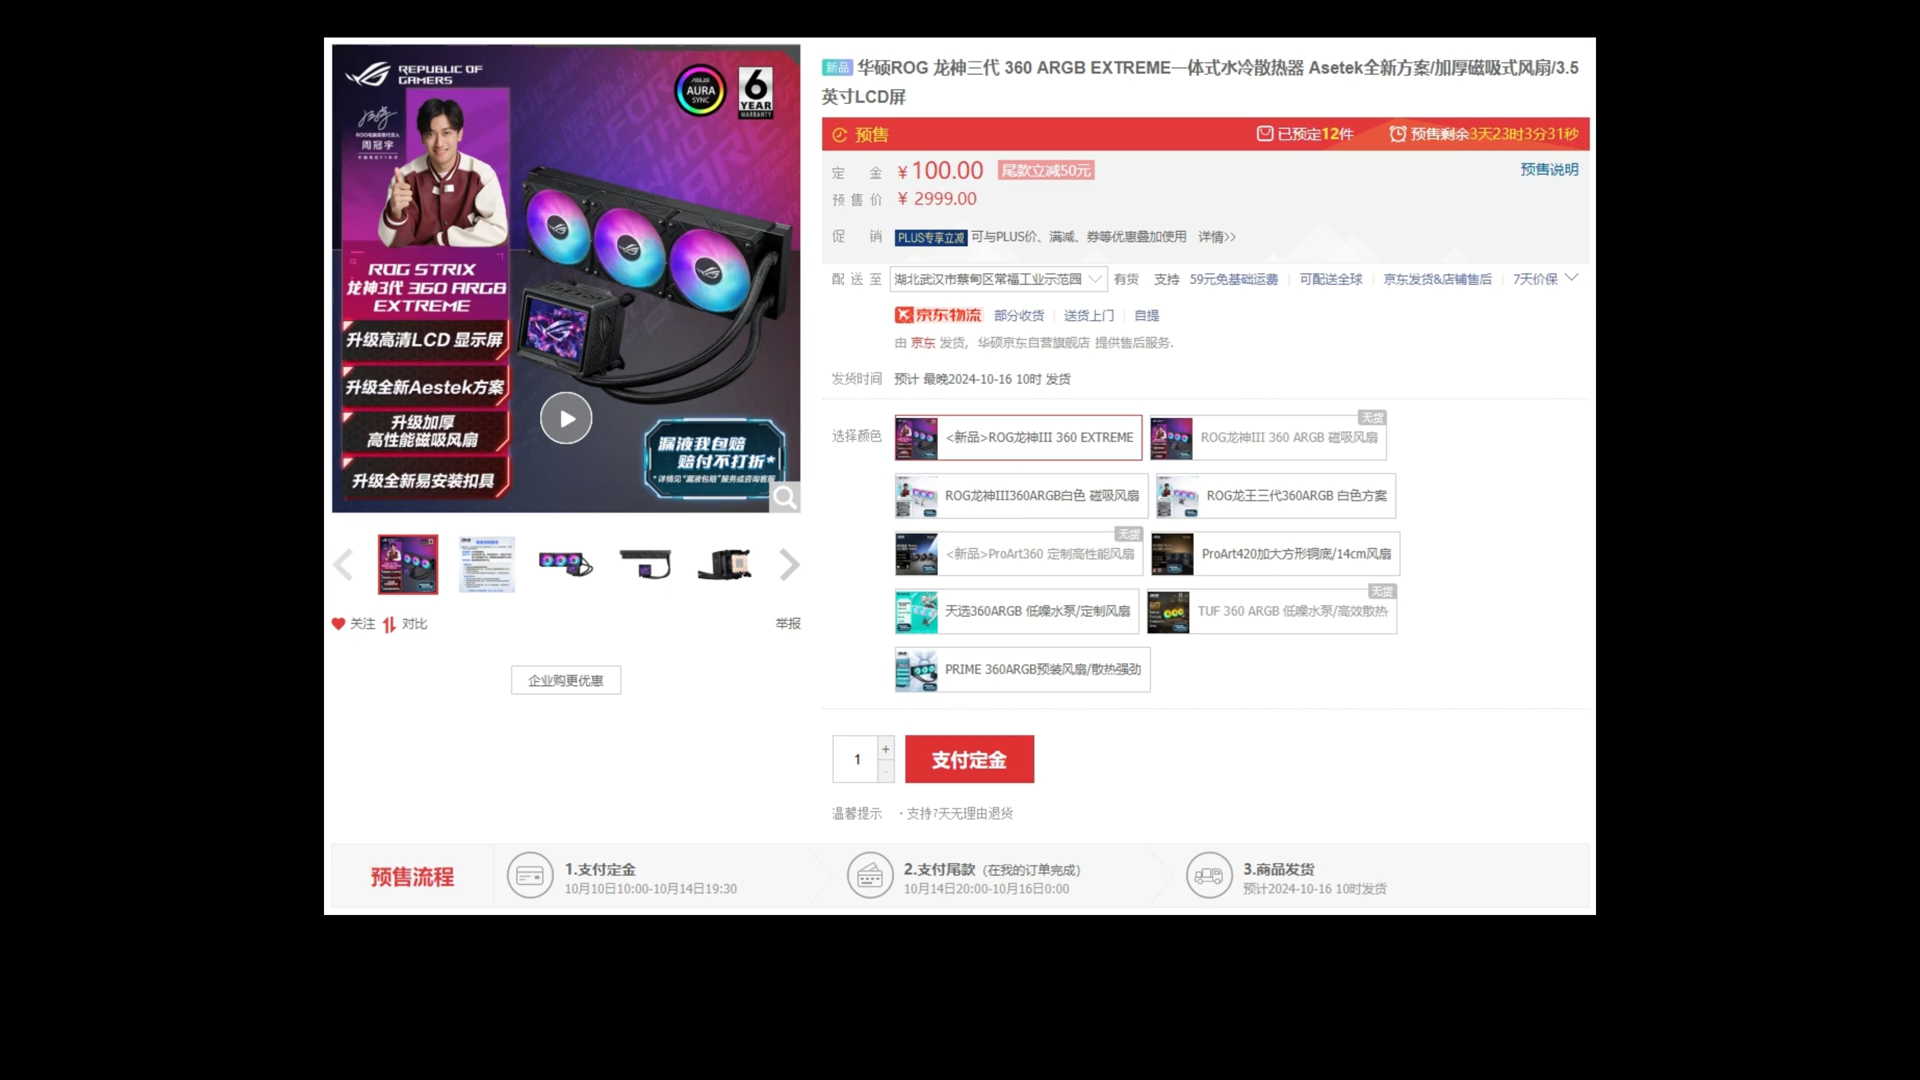 REPUBLIC OF
GAMERS
AURA
SYNC
6
YEAR
WARRANTY
周冠宇
ROG STRIX
龙神3代 360 ARGB
EXTREME
升级高清LCD 显示屏
升级全新Aestek方案
升级加厚
高性能磁吸风扇
升级全新易安装扣具
漏液我包赔
赔付不打折*
关注 对比
举报
企业购更优惠
新品 华硕ROG 龙神三代 360 ARGB EXTREME一体式水冷散热器 Asetek全新方案/加厚磁吸式风扇/3.5
英寸LCD屏
预售 已预定12件 预售剩余3天23时3分31秒
定 金 ¥100.00 尾款立减50元 预售说明
预 售 价 ¥ 2999.00
促 销 PLUS专享立减 可与PLUS价、满减、券等优惠叠加使用 详情>>
配 送 至 湖北武汉市蔡甸区常福工业示范园 有货 支持 59元免基础运费 可配送全球 京东发货&店铺售后 7天价保
京东物流 部分收货 送货上门 自提
由 京东 发货, 华硕京东自营旗舰店 提供售后服务.
发货时间 预计 最晚2024-10-16 10时 发货
选择颜色 <新品>ROG龙神III 360 EXTREME ROG龙神III 360 ARGB 磁吸风扇 无货
ROG龙神III360ARGB白色 磁吸风扇 ROG龙王三代360ARGB 白色方案
<新品>ProArt360 定制高性能风扇 无货 ProArt420加大方形铜底/14cm风扇
天选360ARGB 低噪水泵/定制风扇 TUF 360 ARGB 低噪水泵/高效散热 无货
PRIME 360ARGB预装风扇/散热强劲
1 + - 支付定金
温馨提示 ·支持7天无理由退货
预售流程
1.支付定金
10月10日10:00-10月14日19:30
2.支付尾款（在我的订单完成）
10月14日20:00-10月16日0:00
3.商品发货
预计2024-10-16 10时发货